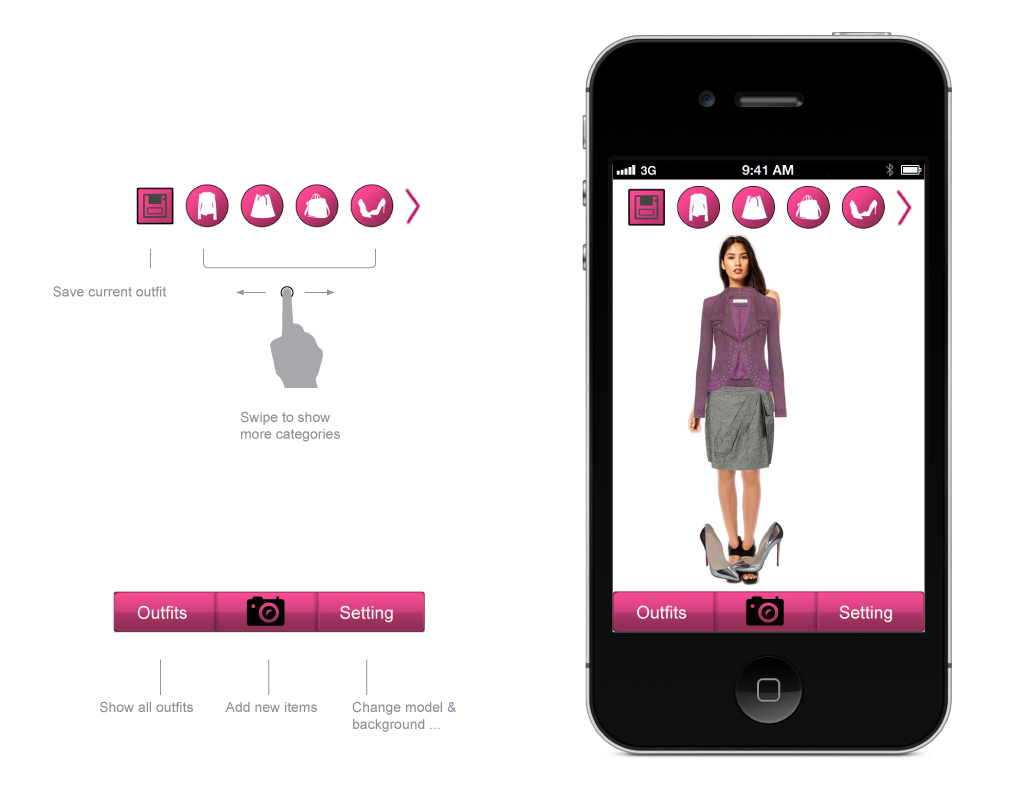 3G
9:41 AM
Save current outfit
Swipe to show
more categories
Outfits
Setting
Outfits
Setting
Show all outfits
Add new items
Change model &
background ...